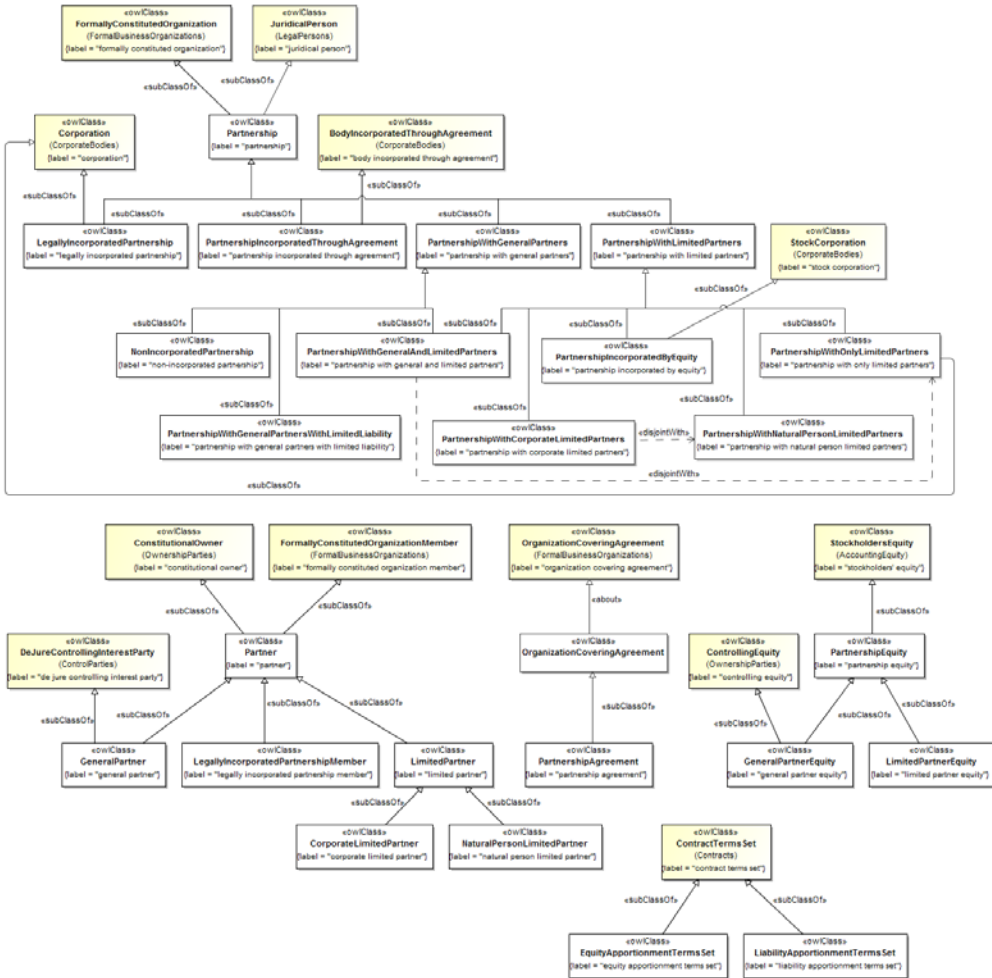 «owlClass»
FormallyConstitutedOrganization
(FormalBusinessOrganizations)
{label = "formally constituted organization"}
«owlClass»
JuridicalPerson
(LegalPersons)
{label = "juridical person"}
«subClassOf»
«subClassOf»
«owlClass»
Corporation
(CorporateBodies)
{label = "corporation"}
«owlClass»
Partnership
{label = "partnership"}
«owlClass»
BodyIncorporatedThroughAgreement
(CorporateBodies)
{label = "body incorporated through agreement"}
«subClassOf»
«subClassOf»
«subClassOf»
«subClassOf»
«subClassOf»
«subClassOf»
«owlClass»
LegallyIncorporatedPartnership
{label = "legally incorporated partnership"}
«owlClass»
PartnershipIncorporatedThroughAgreement
{label = "partnership incorporated through agreement"}
«owlClass»
PartnershipWithGeneralPartners
{label = "partnership with general partners"}
«owlClass»
PartnershipWithLimitedPartners
{label = "partnership with limited partners"}
«owlClass»
StockCorporation
(CorporateBodies)
{label = "stock corporation"}
«subClassOf»
«subClassOf»
«subClassOf»
«subClassOf»
«subClassOf»
«subClassOf»
«subClassOf»
«subClassOf»
«subClassOf»
«subClassOf»
«owlClass»
NonIncorporatedPartnership
{label = "non-incorporated partnership"}
«owlClass»
PartnershipWithGeneralAndLimitedPartners
{label = "partnership with general and limited partners"}
«owlClass»
PartnershipIncorporatedByEquity
{label = "partnership incorporated by equity"}
«owlClass»
PartnershipWithOnlyLimitedPartners
{label = "partnership with only limited partners"}
«owlClass»
PartnershipWithGeneralPartnersWithLimitedLiability
{label = "partnership with general partners with limited liability"}
«owlClass»
PartnershipWithCorporateLimitedPartners
{label = "partnership with corporate limited partners"}
«disjointWith»
«owlClass»
PartnershipWithNaturalPersonLimitedPartners
{label = "partnership with natural person limited partners"}
«disjointWith»
«subClassOf»
«owlClass»
ConstitutionalOwner
(OwnershipParties)
{label = "constitutional owner"}
«owlClass»
FormallyConstitutedOrganizationMember
(FormalBusinessOrganizations)
{label = "formally constituted organization member"}
«owlClass»
OrganizationCoveringAgreement
(FormalBusinessOrganizations)
{label = "organization covering agreement"}
«owlClass»
StockholdersEquity
(AccountingEquity)
{label = "stockholders' equity"}
«subClassOf»
«subClassOf»
«about»
«subClassOf»
«owlClass»
DeJureControllingInterestParty
(ControlParties)
{label = "de jure controlling interest party"}
«owlClass»
Partner
{label = "partner"}
«owlClass»
OrganizationCoveringAgreement
«owlClass»
ControllingEquity
(OwnershipParties)
{label = "controlling equity"}
«owlClass»
PartnershipEquity
{label = "partnership equity"}
«subClassOf»
«subClassOf»
«subClassOf»
«subClassOf»
«subClassOf»
«subClassOf»
«subClassOf»
«subClassOf»
«owlClass»
GeneralPartner
{label = "general partner"}
«owlClass»
LegallyIncorporatedPartnershipMember
{label = "legally incorporated partnership member"}
«owlClass»
LimitedPartner
{label = "limited partner"}
«owlClass»
PartnershipAgreement
{label = "partnership agreement"}
«owlClass»
GeneralPartnerEquity
{label = "general partner equity"}
«owlClass»
LimitedPartnerEquity
{label = "limited partner equity"}
«subClassOf»
«subClassOf»
«owlClass»
CorporateLimitedPartner
{label = "corporate limited partner"}
«owlClass»
NaturalPersonLimitedPartner
{label = "natural person limited partner"}
«owlClass»
ContractTermsSet
(Contracts)
{label = "contract terms set"}
«subClassOf»
«subClassOf»
«owlClass»
EquityApportionmentTermsSet
{label = "equity apportionment terms set"}
«owlClass»
LiabilityApportionmentTermsSet
{label = "liability apportionment terms set"}